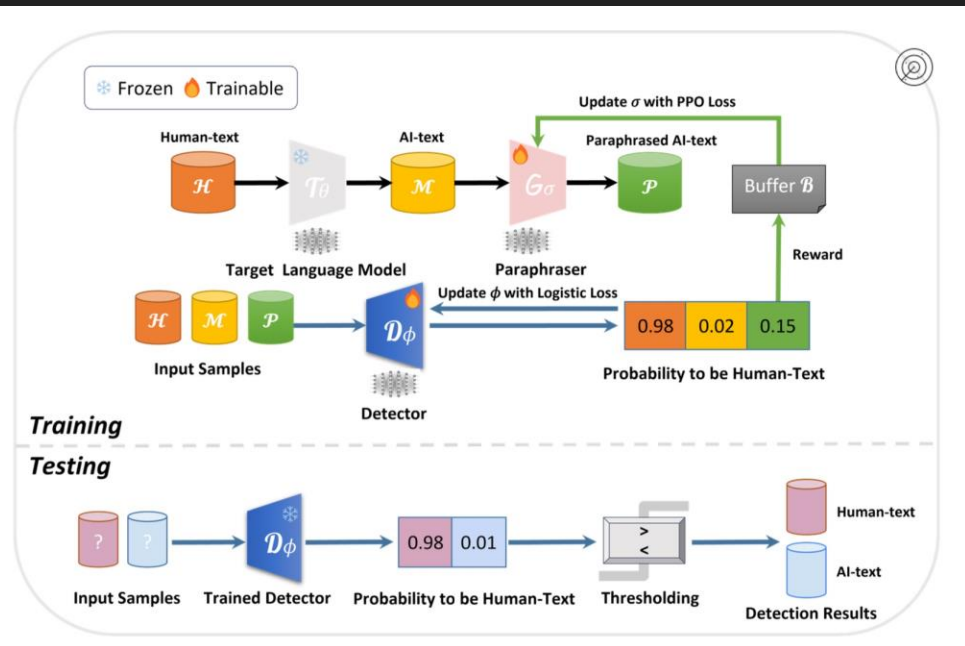 Frozen Trainable
Update σ with PPO Loss
Human-text
AI-text
Paraphrased AI-text
ℋ
𝒯θ
ℳ
Gσ
𝒫
Buffer ℬ
Target Language Model
Paraphraser
Reward
Update ϕ with Logistic Loss
ℋ
ℳ
𝒫
𝒟ϕ
0.98 0.02 0.15
Input Samples
Probability to be Human-Text
Detector
Training
Testing
? ?
𝒟ϕ
0.98 0.01
>
<
Human-text
AI-text
Input Samples
Trained Detector
Probability to be Human-Text
Thresholding
Detection Results